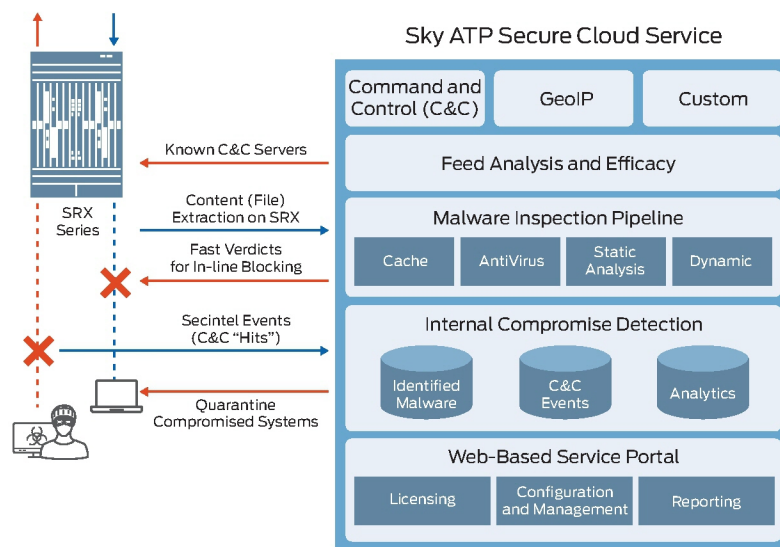 Sky ATP Secure Cloud Service
Command and
Control (C&C)
GeoIP
Custom
Feed Analysis and Efficacy
Known C&C Servers
SRX
Series
Content (File)
Extraction on SRX
Malware Inspection Pipeline
Cache
AntiVirus
Static
Analysis
Dynamic
Fast Verdicts
for In-line Blocking
Secintel Events
(C&C “Hits”)
Internal Compromise Detection
Identified
Malware
C&C
Events
Analytics
Quarantine
Compromised Systems
Web-Based Service Portal
Licensing
Configuration
and Management
Reporting